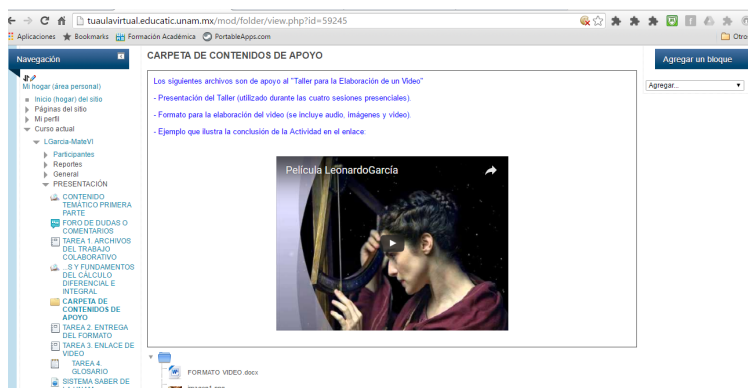 tuaulavirtual.educatic.unam.mx/mod/folder/view.php?id=59245
Aplicaciones Bookmarks Formación Académica PortableApps.com Otro
Navegación
Mi hogar (área personal)
Inicio (hogar) del sitio
Páginas del sitio
Mi perfil
Curso actual
LGarcia-MateVI
Participantes
Reportes
General
PRESENTACIÓN
CONTENIDO
TEMÁTICO PRIMERA
PARTE
FORO DE DUDAS O
COMENTARIOS
TAREA 1. ARCHIVOS
DEL TRABAJO
COLABORATIVO
...S Y FUNDAMENTOS
DEL CÁLCULO
DIFERENCIAL E
INTEGRAL
CARPETA DE
CONTENIDOS DE
APOYO
TAREA 2. ENTREGA
DEL FORMATO
TAREA 3. ENLACE DE
VIDEO
TAREA 4.
GLOSARIO
SISTEMA SABER DE
CARPETA DE CONTENIDOS DE APOYO
Los siguientes archivos son de apoyo al "Taller para la Elaboración de un Video"
- Presentación del Taller (utilizado durante las cuatro sesiones presenciales).
- Formato para la elaboración del video (se incluye audio, imágenes y video).
- Ejemplo que ilustra la conclusión de la Actividad en el enlace:
Película LeonardoGarcía
FORMATO VIDEO.docx
Agregar un bloque
Agregar...